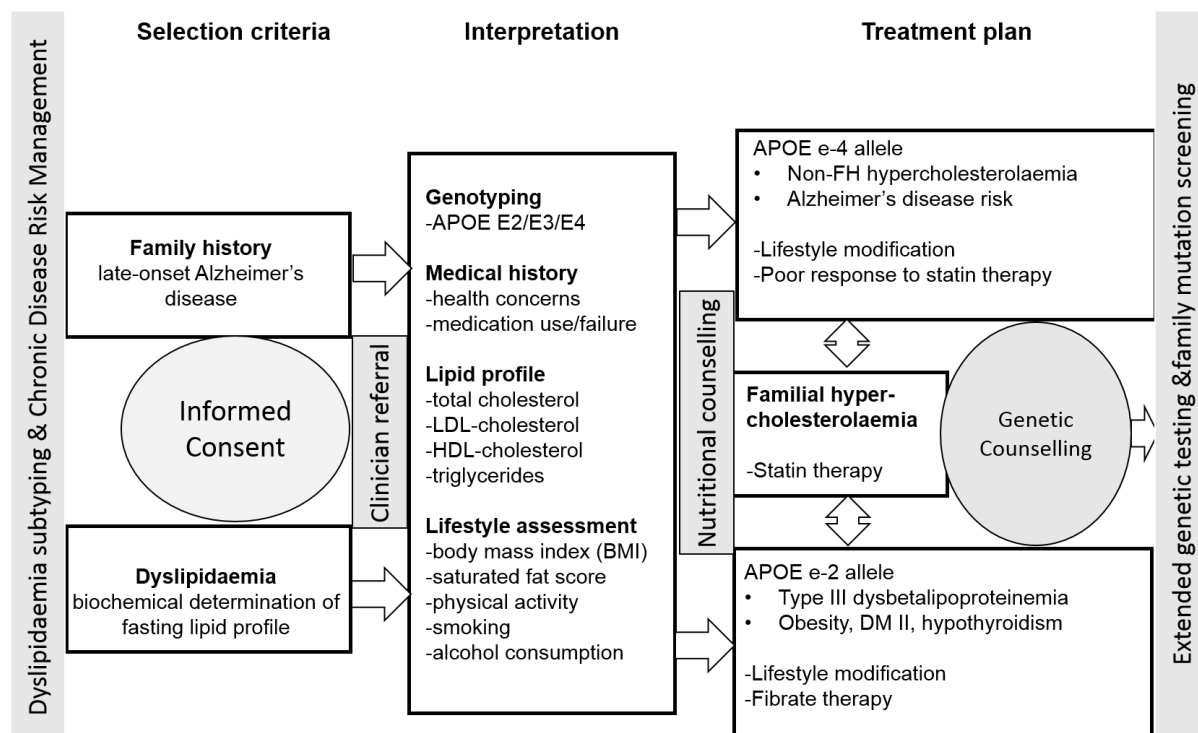 Selection criteria
Interpretation
Treatment plan
Dyslipidaemia subtyping & Chronic Disease Risk Management
Family history
late-onset Alzheimer's
disease
Informed
Consent
Clinician referral
Dyslipidaemia
biochemical determination of
fasting lipid profile
Genotyping
-APOE E2/E3/E4
Medical history
-health concerns
-medication use/failure
Lipid profile
-total cholesterol
-LDL-cholesterol
-HDL-cholesterol
-triglycerides
Lifestyle assessment
-body mass index (BMI)
-saturated fat score
-physical activity
-smoking
-alcohol consumption
Nutritional counselling
APOE e-4 allele
• Non-FH hypercholesterolaemia
• Alzheimer's disease risk
-Lifestyle modification
-Poor response to statin therapy
Familial hyper-
cholesterolaemia
-Statin therapy
Genetic
Counselling
APOE e-2 allele
• Type III dysbetalipoproteinemia
• Obesity, DM II, hypothyroidism
-Lifestyle modification
-Fibrate therapy
Extended genetic testing &family mutation screening